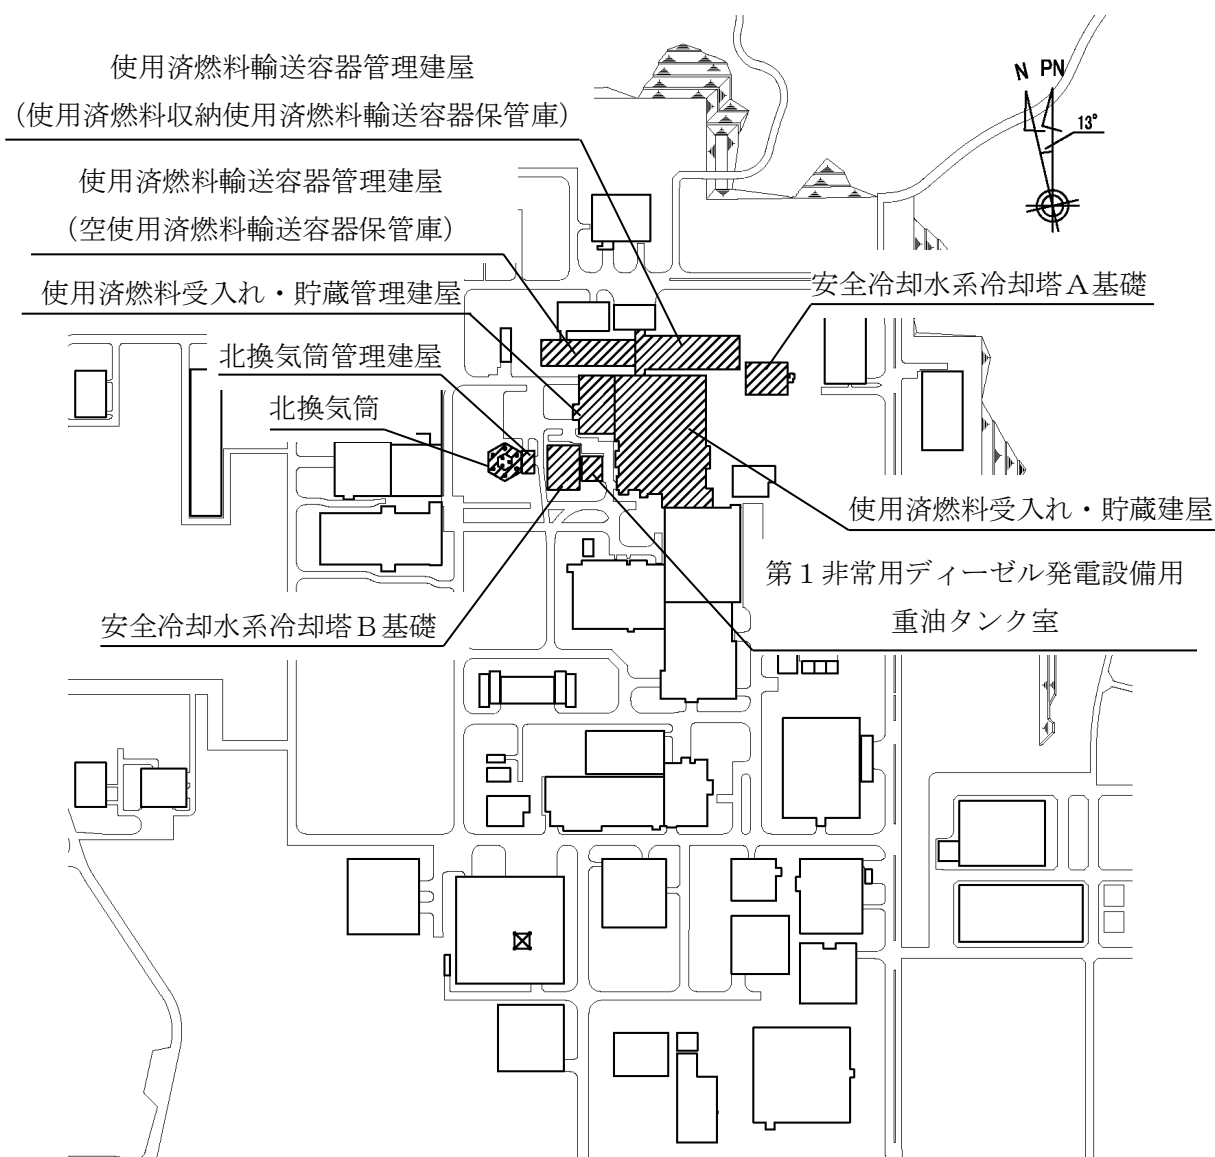 使用済燃料輸送容器管理建屋
(使用済燃料収納使用済燃料輸送容器保管庫)
N PN
13°
使用済燃料輸送容器管理建屋
(空使用済燃料輸送容器保管庫)
使用済燃料受入れ・貯蔵管理建屋
安全冷却水系冷却塔A基礎
北換気筒管理建屋
北換気筒
使用済燃料受入れ・貯蔵建屋
第1非常用ディーゼル発電設備用
重油タンク室
安全冷却水系冷却塔B基礎